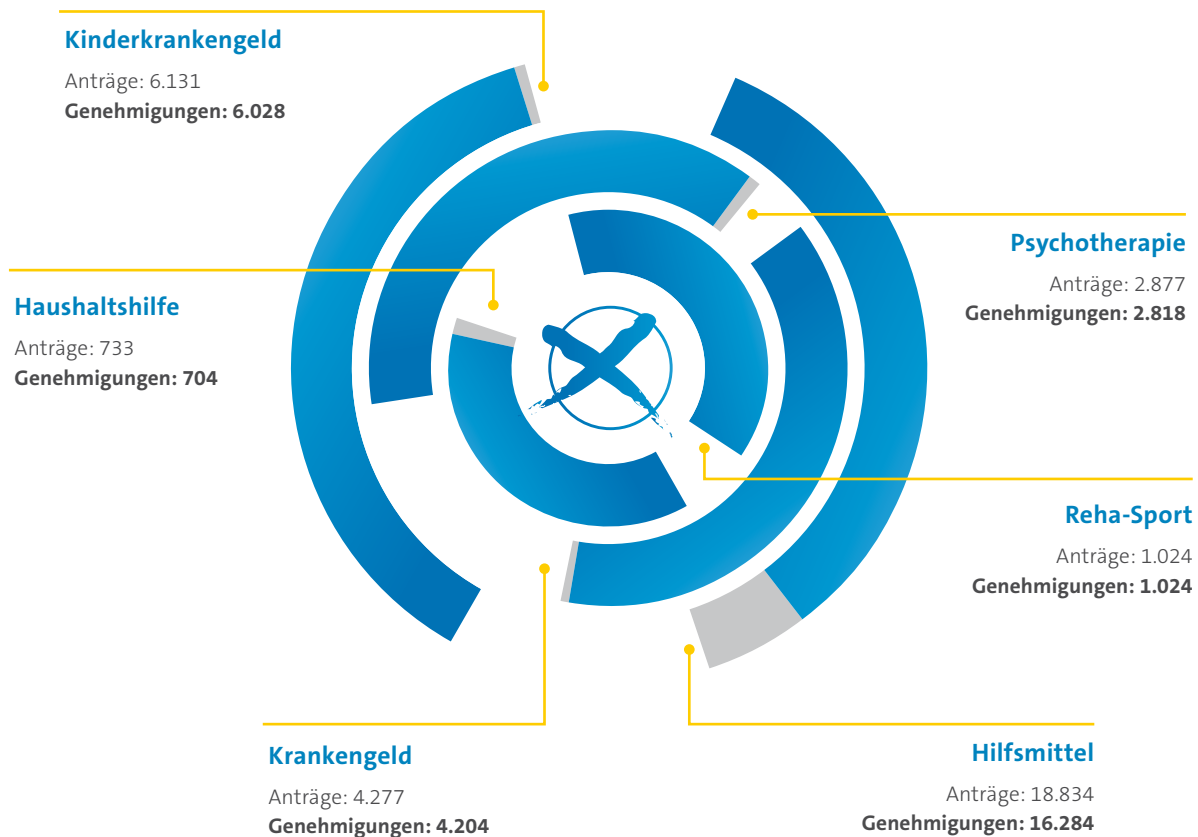 Kinderkrankengeld
Anträge: 6.131
Genehmigungen: 6.028
Psychotherapie
Anträge: 2.877
Genehmigungen: 2.818
Haushaltshilfe
Anträge: 733
Genehmigungen: 704
Reha-Sport
Anträge: 1.024
Genehmigungen: 1.024
Krankengeld
Anträge: 4.277
Genehmigungen: 4.204
Hilfsmittel
Anträge: 18.834
Genehmigungen: 16.284